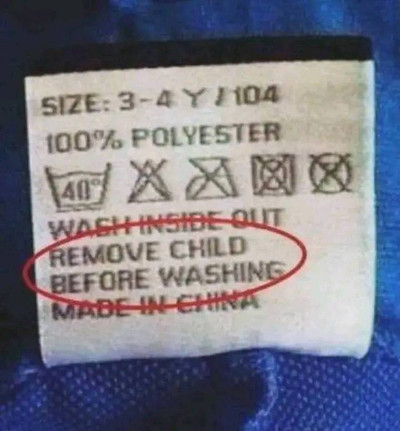 SIZE: 3-4 Y / 104
100% POLYESTER
40°
WASH INSIDE OUT
REMOVE CHILD
BEFORE WASHING
MADE IN CHINA